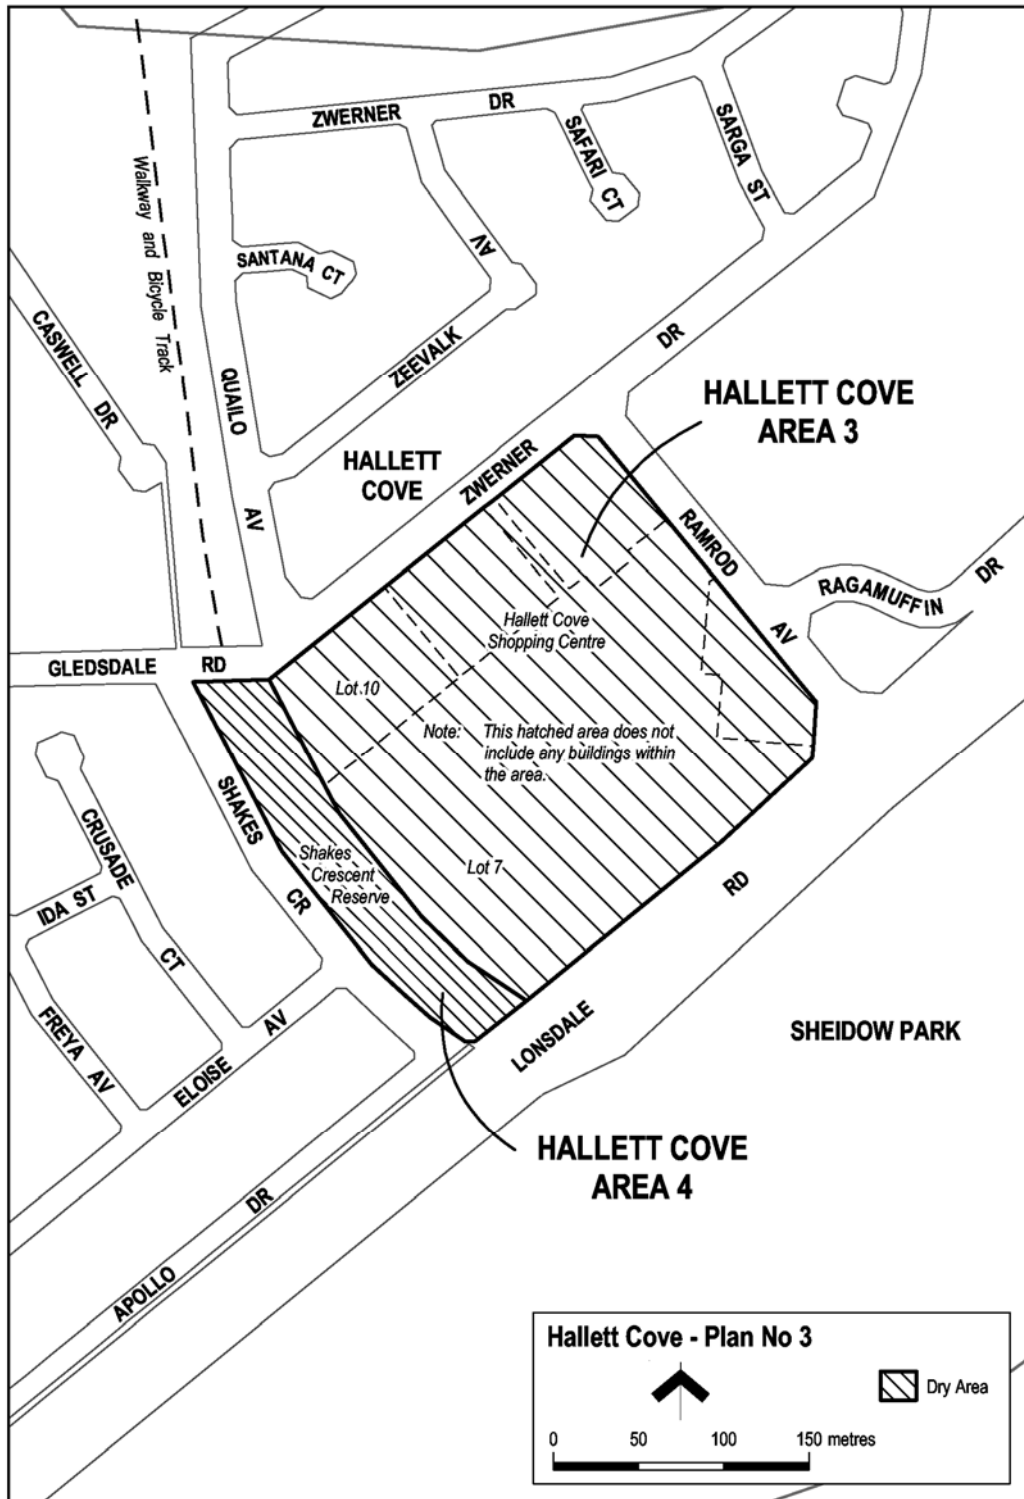 ZWERNER DR
SAFARI CT
SARGA ST
Walkway and Bicycle Track
SANTANA CT
AV
ZEEVALK
CASWELL DR
QUAILO
AV
DR
ZWERNER
HALLETT COVE
AREA 3
HALLETT
COVE
RAMROD
AV
RAGAMUFFIN
DR
Hallett Cove
Shopping Centre
GLEDSDALE RD
Lot 10
Note: This hatched area does not
include any buildings within
the area.
SHAKES
CR
Shakes
Crescent
Reserve
Lot 7
RD
LONSDALE
CRUSADE
CT
IDA ST
FREYA AV
ELOISE
AV
SHEIDOW PARK
HALLETT COVE
AREA 4
APOLLO
DR
Hallett Cove - Plan No 3
Dry Area
0 50 100 150 metres